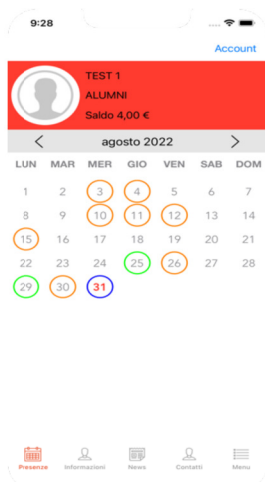 9:28
Account
TEST 1
ALUMNI
Saldo 4,00 €
agosto 2022
LUN MAR MER GIO VEN SAB DOM
1 2 3 4 5 6 7
8 9 10 11 12 13 14
15 16 17 18 19 20 21
22 23 24 25 26 27 28
29 30 31
Presenze Informazioni News Contatti Menu